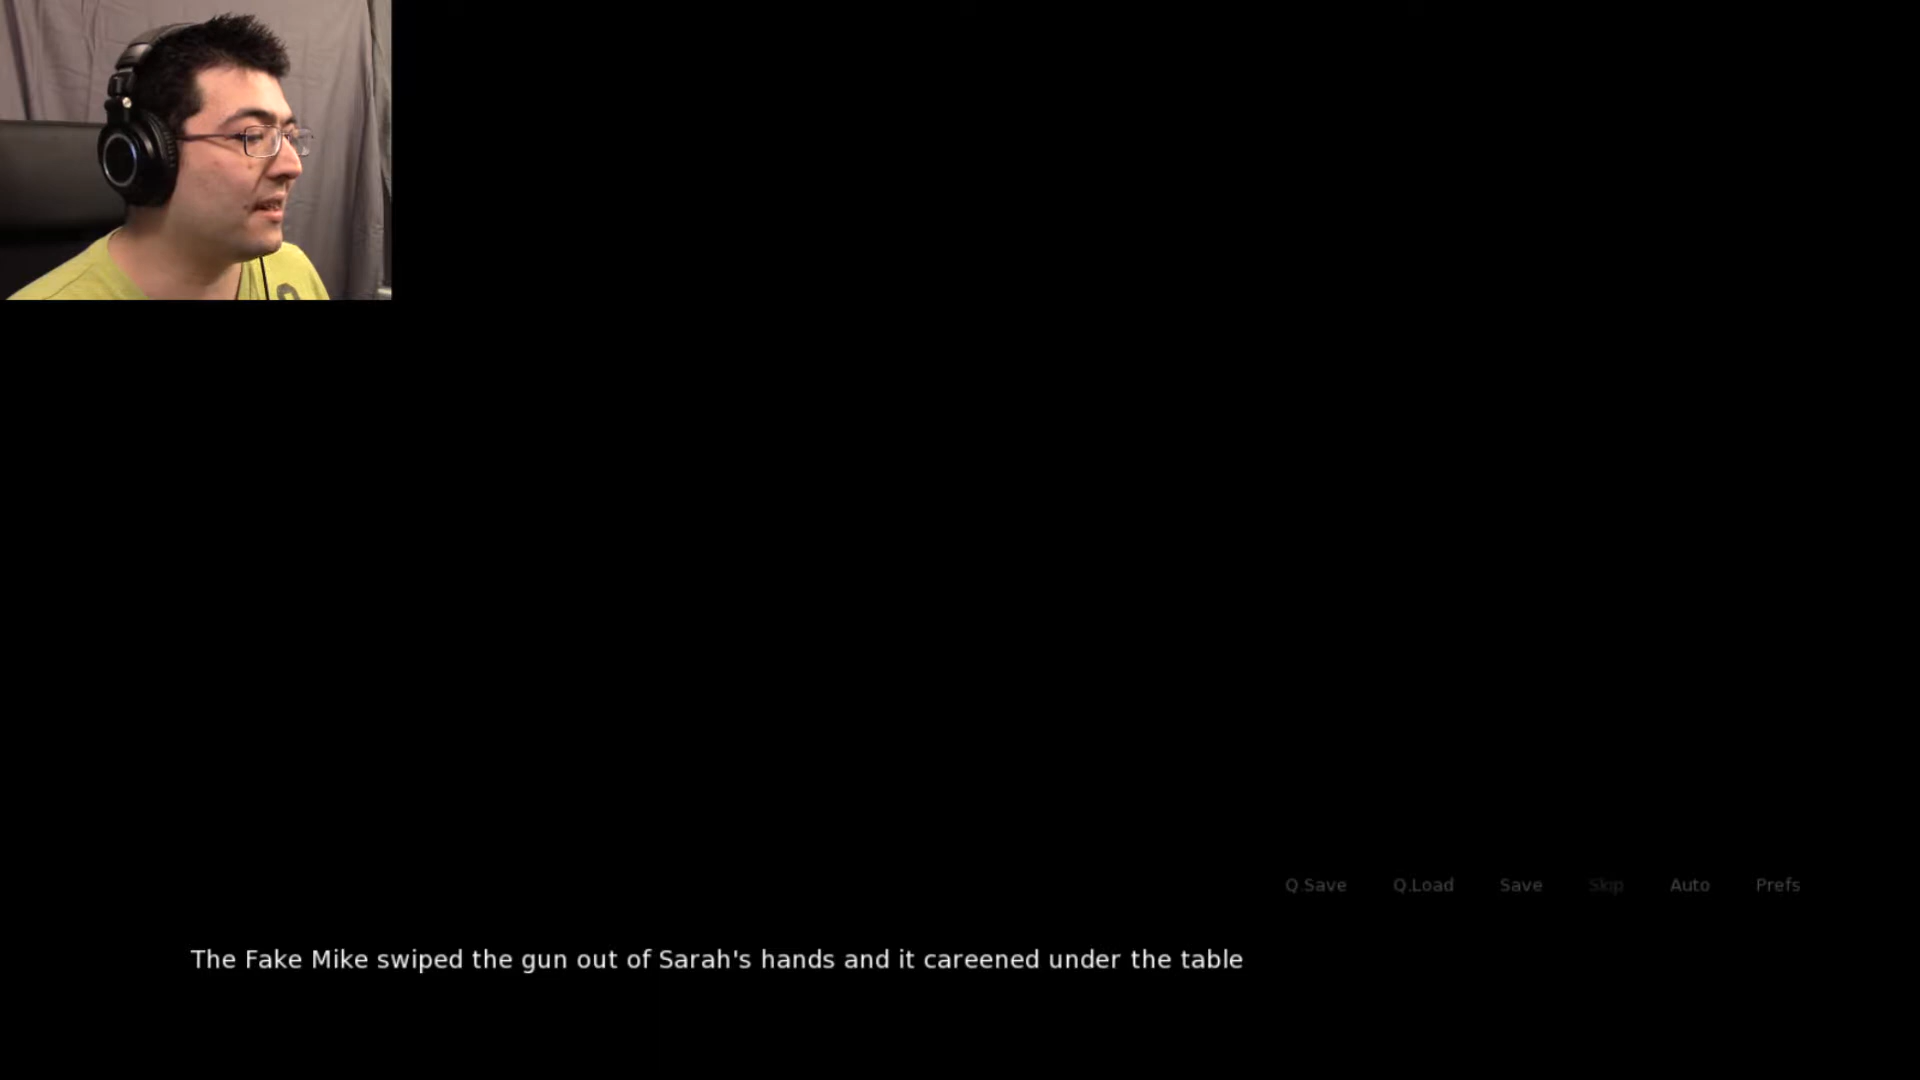 Q.Save Q.Load Save Skip Auto Prefs
The Fake Mike swiped the gun out of Sarah's hands and it careened under the table